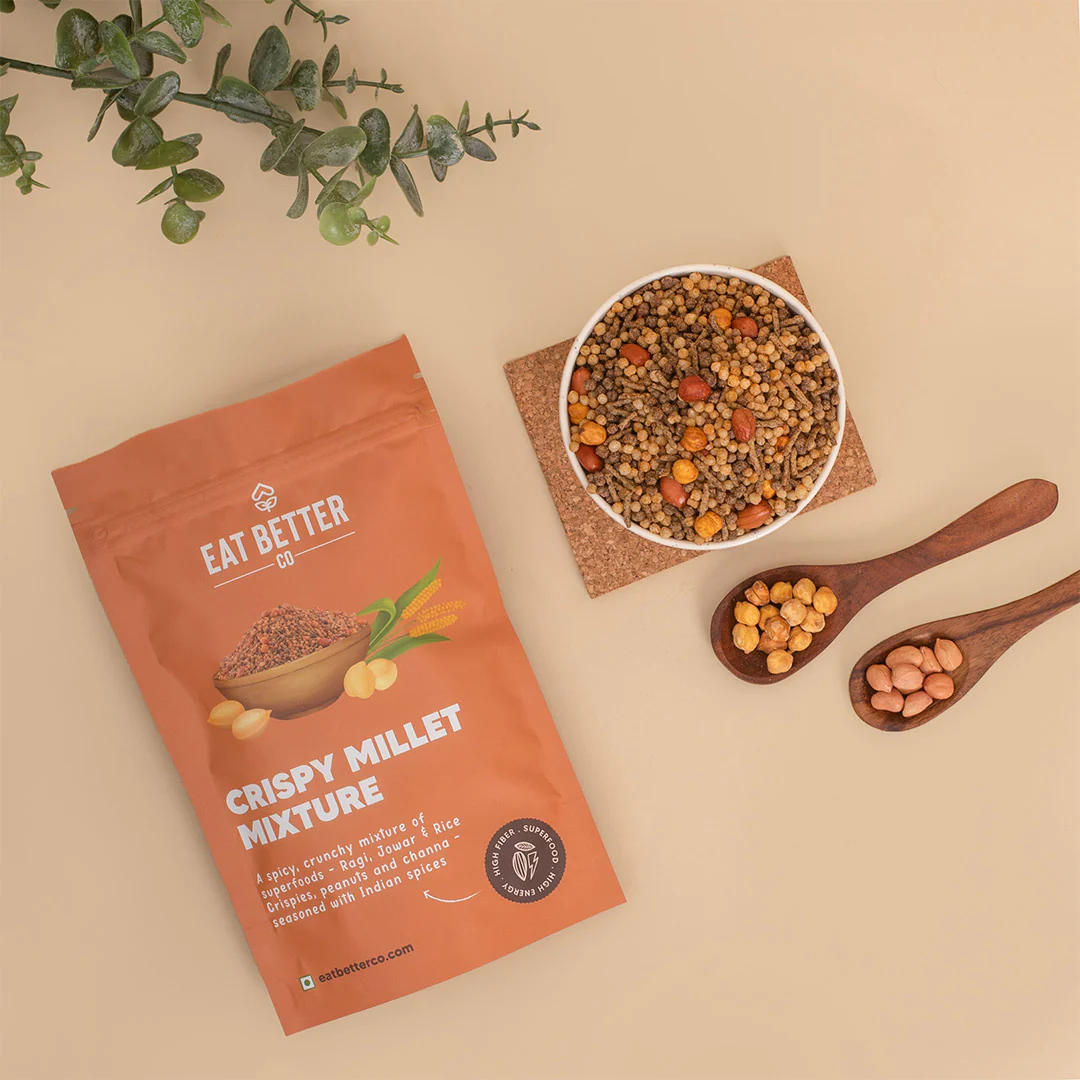 EAT BETTER
CO
CRISPY MILLET
MIXTURE
A spicy, crunchy mixture of
superfoods - Ragi, Jowar & Rice
Crispies, peanuts and channa -
seasoned with Indian spices
HIGH FIBER . SUPERFOOD . HIGH ENERGY .
eatbetterco.com